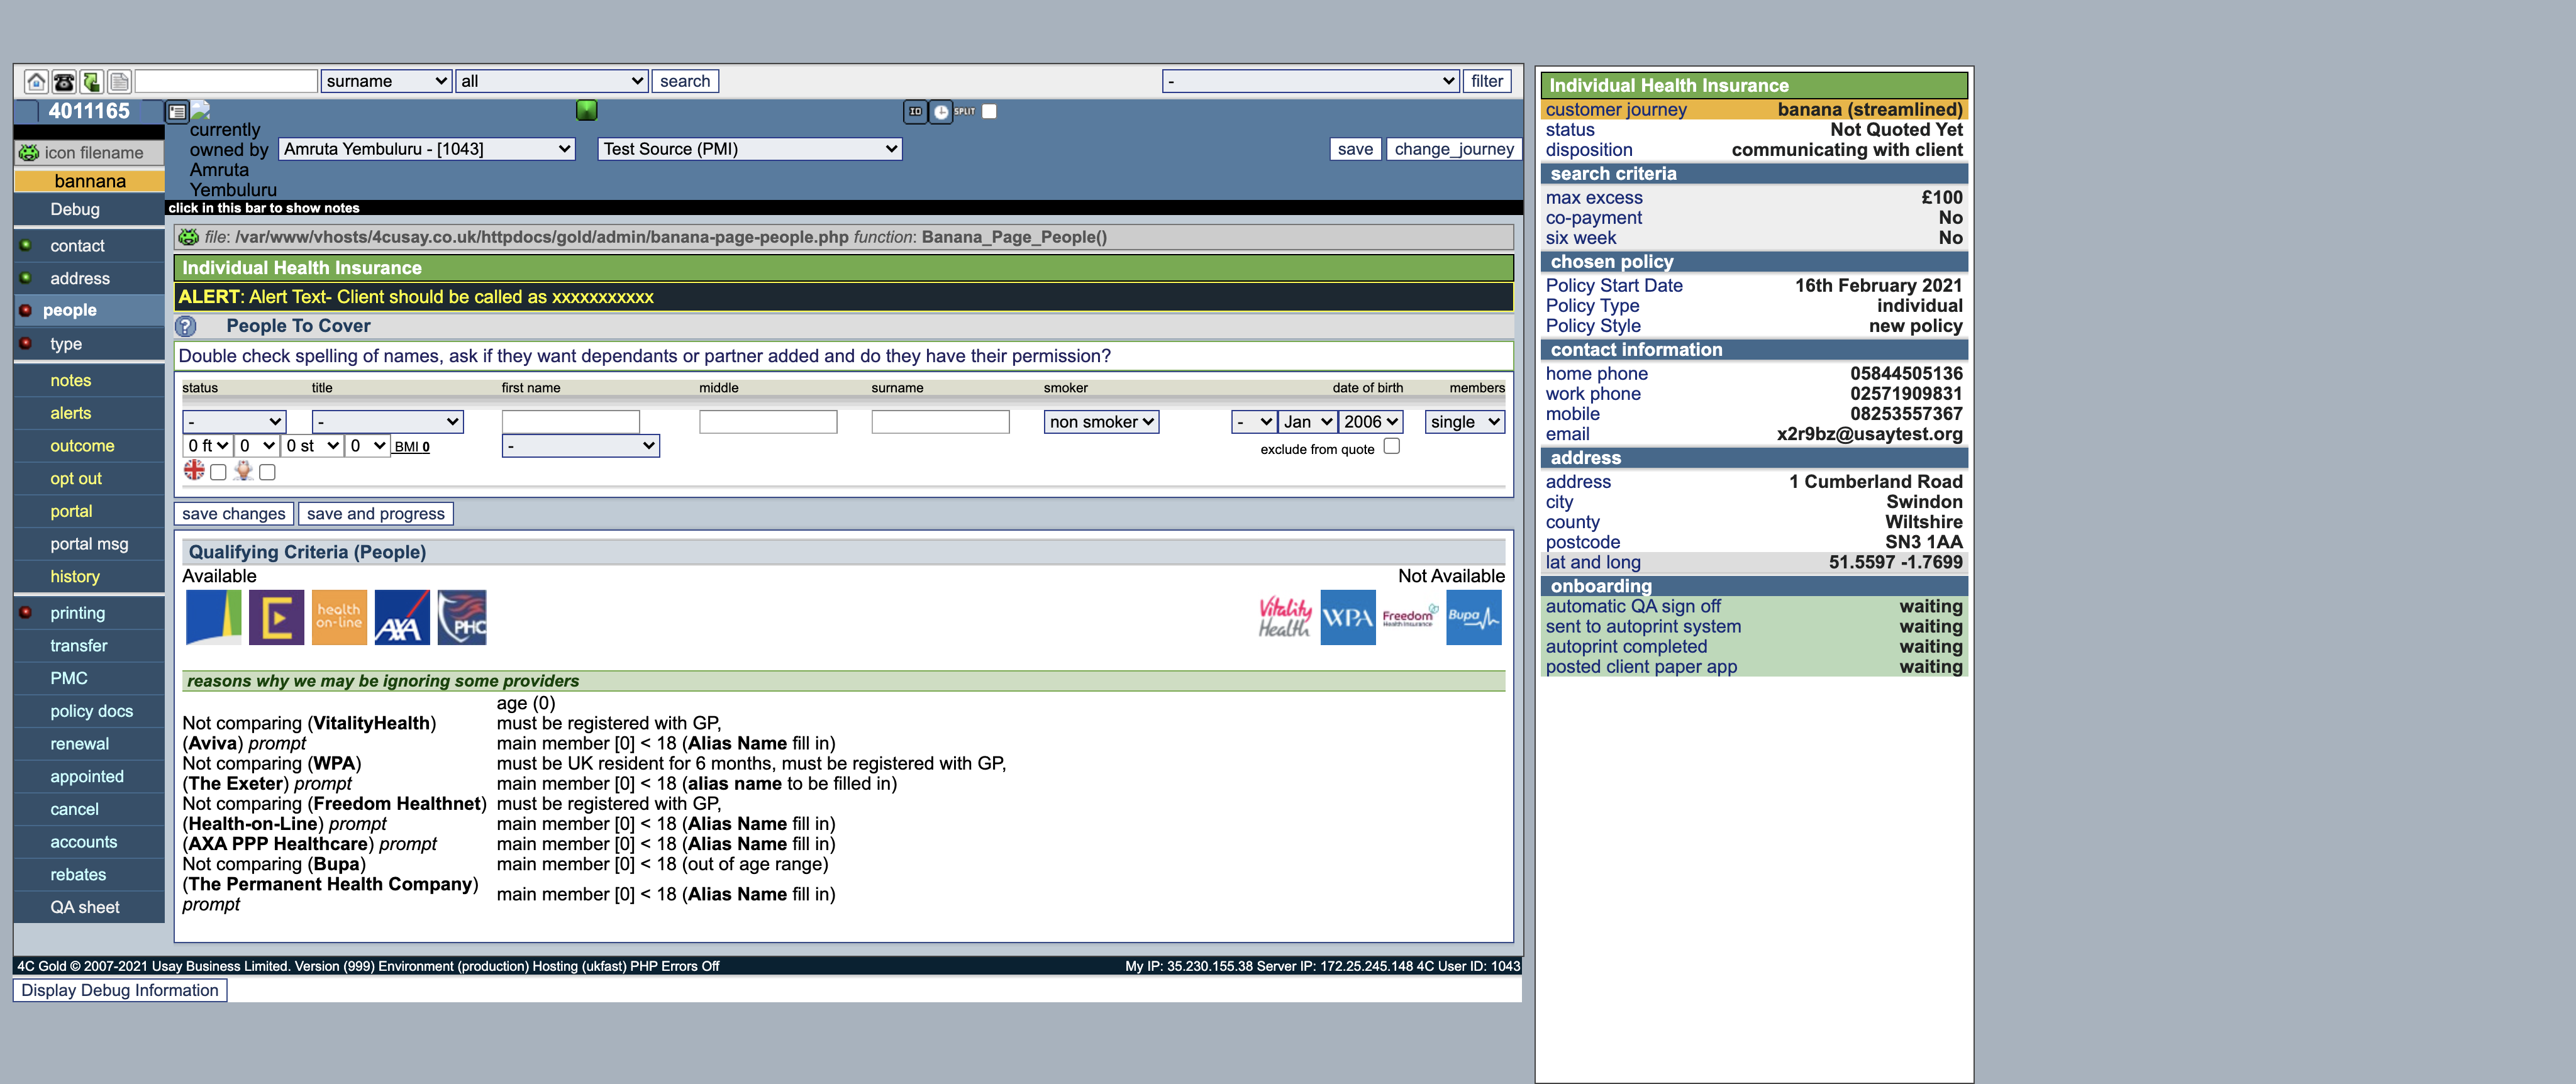 surname all search - filter
4011165 ID SPLIT
currently owned by Amruta Yembuluru
Amruta Yembuluru - [1043] Test Source (PMI) save change_journey
icon filename
bannana
Debug
contact
address
people
type
notes
alerts
outcome
opt out
portal
portal msg
history
printing
transfer
PMC
policy docs
renewal
appointed
cancel
accounts
rebates
QA sheet
click in this bar to show notes
file: /var/www/vhosts/4cusay.co.uk/httpdocs/gold/admin/banana-page-people.php function: Banana_Page_People()
Individual Health Insurance
ALERT: Alert Text- Client should be called as xxxxxxxxxxx
? People To Cover
Double check spelling of names, ask if they want dependants or partner added and do they have their permission?
status title first name middle surname smoker date of birth members
- - non smoker - Jan 2006 single
0 ft 0 0 st 0 BMI 0 - exclude from quote
save changes save and progress
Qualifying Criteria (People)
Available Not Available
E health on-line AXA PHC Vitality Health WPA Freedom Health Insurance Bupa
reasons why we may be ignoring some providers
age (0)
Not comparing (VitalityHealth) must be registered with GP,
(Aviva) prompt main member [0] < 18 (Alias Name fill in)
Not comparing (WPA) must be UK resident for 6 months, must be registered with GP,
(The Exeter) prompt main member [0] < 18 (alias name to be filled in)
Not comparing (Freedom Healthnet) must be registered with GP,
(Health-on-Line) prompt main member [0] < 18 (Alias Name fill in)
(AXA PPP Healthcare) prompt main member [0] < 18 (Alias Name fill in)
Not comparing (Bupa) main member [0] < 18 (out of age range)
(The Permanent Health Company) prompt main member [0] < 18 (Alias Name fill in)
4C Gold © 2007-2021 Usay Business Limited. Version (999) Environment (production) Hosting (ukfast) PHP Errors Off My IP: 35.230.155.38 Server IP: 172.25.245.148 4C User ID: 1043
Display Debug Information
Individual Health Insurance
customer journey banana (streamlined)
status Not Quoted Yet
disposition communicating with client
search criteria
max excess £100
co-payment No
six week No
chosen policy
Policy Start Date 16th February 2021
Policy Type individual
Policy Style new policy
contact information
home phone 05844505136
work phone 02571909831
mobile 08253557367
email x2r9bz@usaytest.org
address
address 1 Cumberland Road
city Swindon
county Wiltshire
postcode SN3 1AA
lat and long 51.5597 -1.7699
onboarding
automatic QA sign off waiting
sent to autoprint system waiting
autoprint completed waiting
posted client paper app waiting